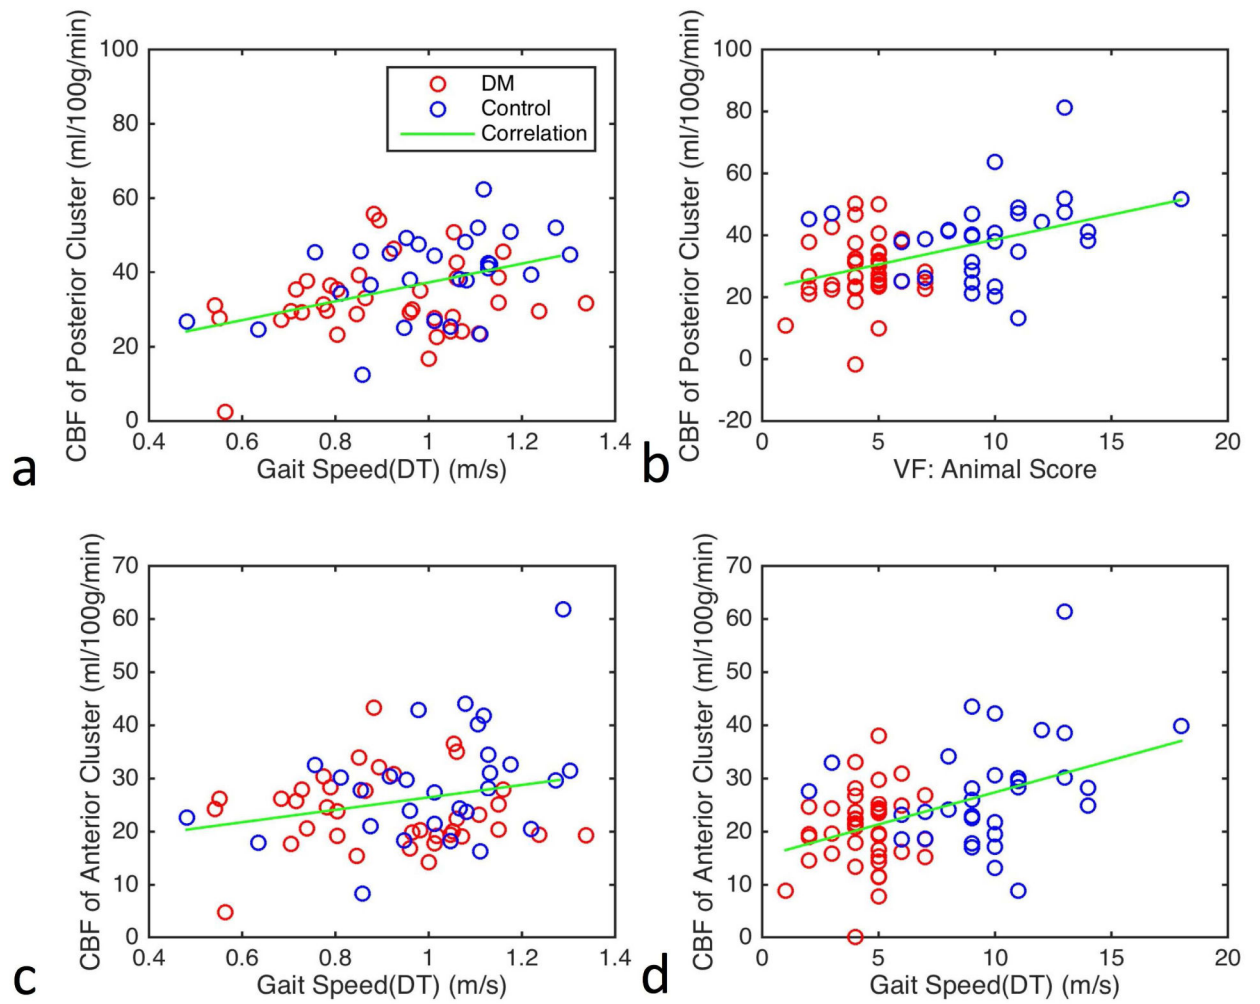 100
80
60
40
20
0
CBF of Posterior Cluster (ml/100g/min)
DM
Control
Correlation
0.4 0.6 0.8 1 1.2 1.4
Gait Speed(DT) (m/s)
a
100
80
60
40
20
0
-20
CBF of Posterior Cluster (ml/100g/min)
0 5 10 15 20
VF: Animal Score
b
70
60
50
40
30
20
10
0
CBF of Anterior Cluster (ml/100g/min)
0.4 0.6 0.8 1 1.2 1.4
Gait Speed(DT) (m/s)
c
70
60
50
40
30
20
10
0
CBF of Anterior Cluster (ml/100g/min)
0 5 10 15 20
Gait Speed(DT) (m/s)
d